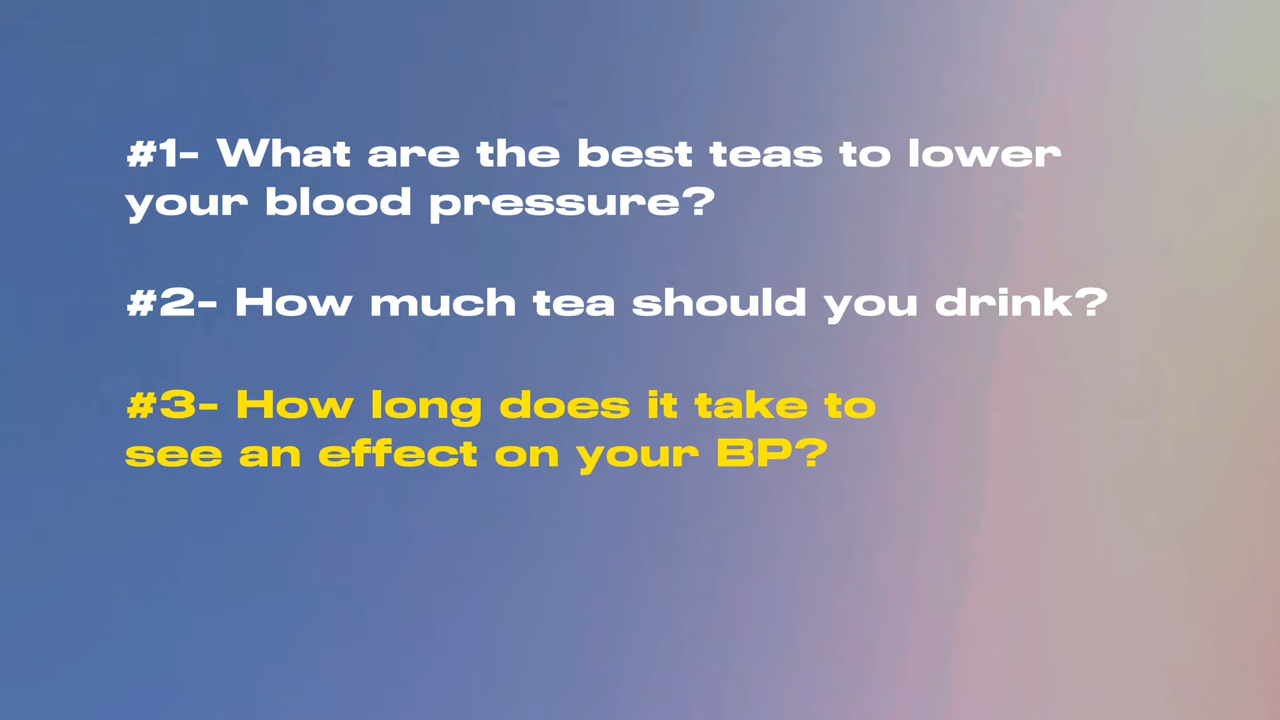 #1- What are the best teas to lower
your blood pressure?
#2- How much tea should you drink?
#3- How long does it take to
see an effect on your BP?